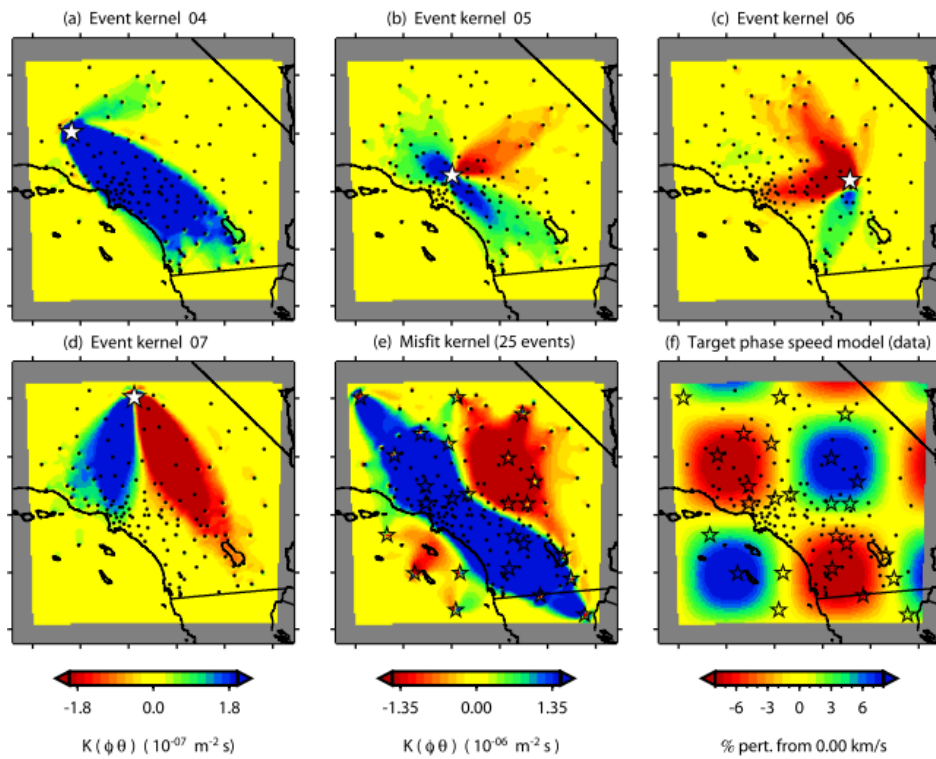 (a) Event kernel 04
(b) Event kernel 05
(c) Event kernel 06
(d) Event kernel 07
(e) Misfit kernel (25 events)
(f) Target phase speed model (data)
-1.8 0.0 1.8
K ( ϕ θ ) ( 10⁻⁰⁷ m⁻² s)
-1.35 0.00 1.35
K ( ϕ θ ) ( 10⁻⁰⁶ m⁻² s )
-6 -3 0 3 6
% pert. from 0.00 km/s